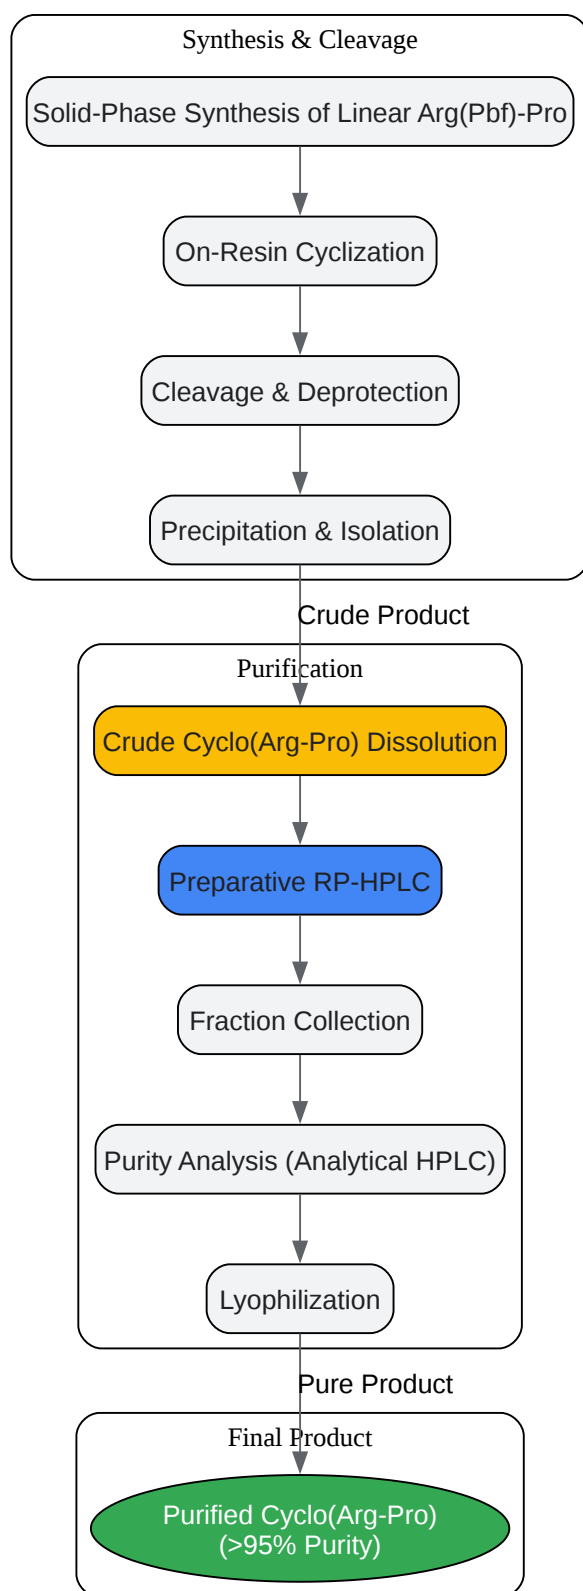 Synthesis & Cleavage
Solid-Phase Synthesis of Linear Arg(Pbf)-Pro
On-Resin Cyclization
Cleavage & Deprotection
Precipitation & Isolation
Crude Product
Purification
Crude Cyclo(Arg-Pro) Dissolution
Preparative RP-HPLC
Fraction Collection
Purity Analysis (Analytical HPLC)
Lyophilization
Pure Product
Final Product
Purified Cyclo(Arg-Pro)
(>95% Purity)